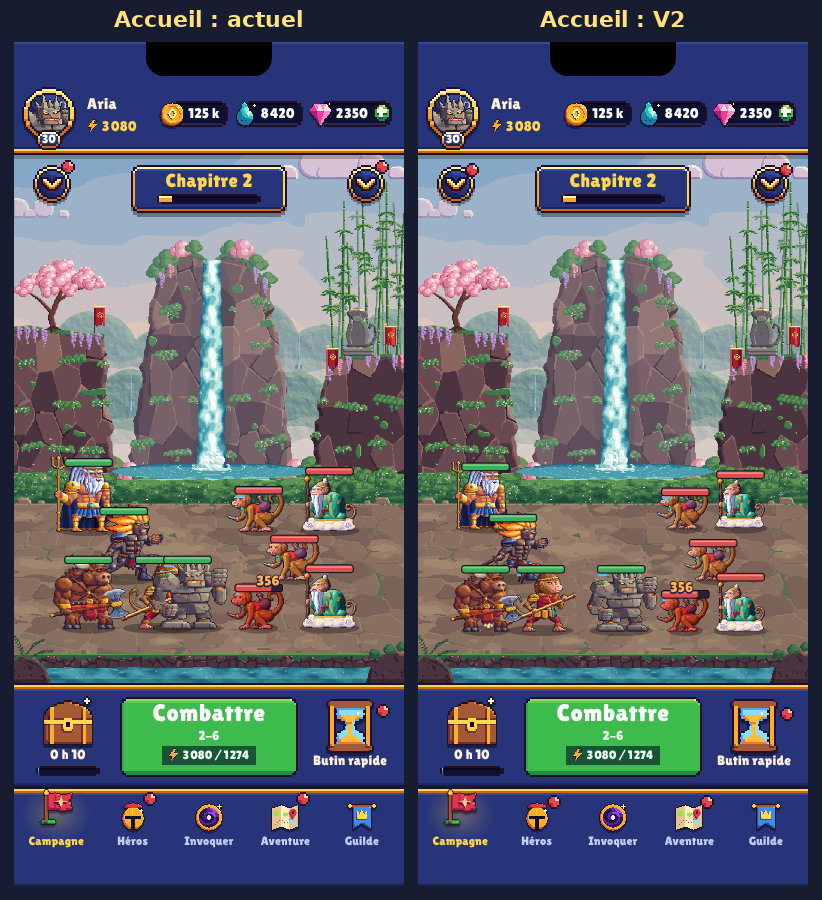 Accueil : actuel
Aria
3080
30
125 k
8420
2350
Chapitre 2
356
0 h 10
Combattre
2-6
3080 / 1274
Butin rapide
Campagne
Héros
Invoquer
Aventure
Guilde
Accueil : V2
Aria
3080
30
125 k
8420
2350
Chapitre 2
356
0 h 10
Combattre
2-6
3080 / 1274
Butin rapide
Campagne
Héros
Invoquer
Aventure
Guilde